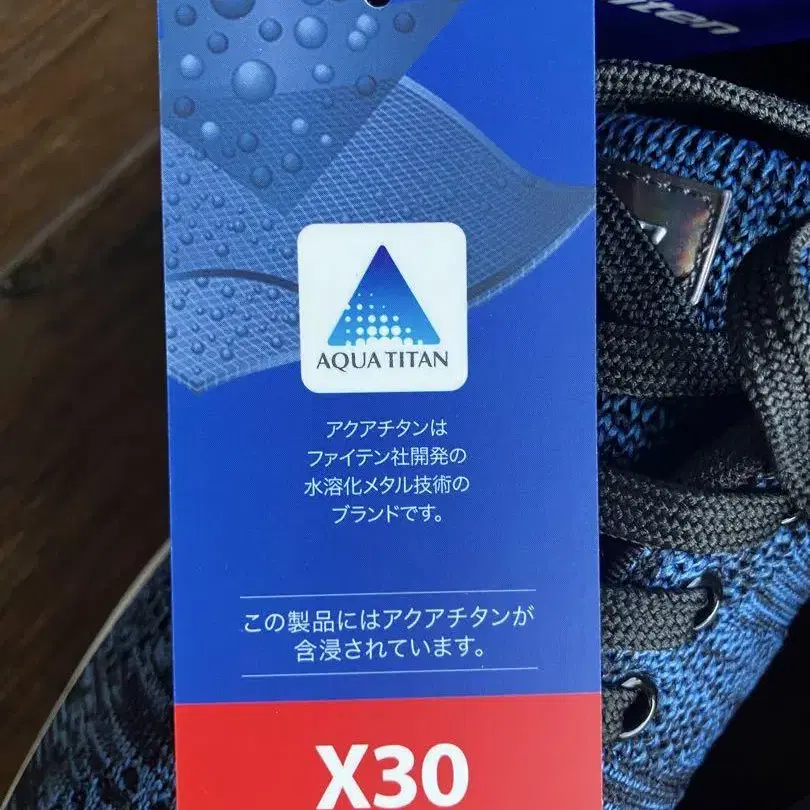 iten
AQUA TITAN
アクアチタンは
ファイテン社開発の
水溶化メタル技術の
ブランドです。
この製品にはアクアチタンが
含浸されています。
X30